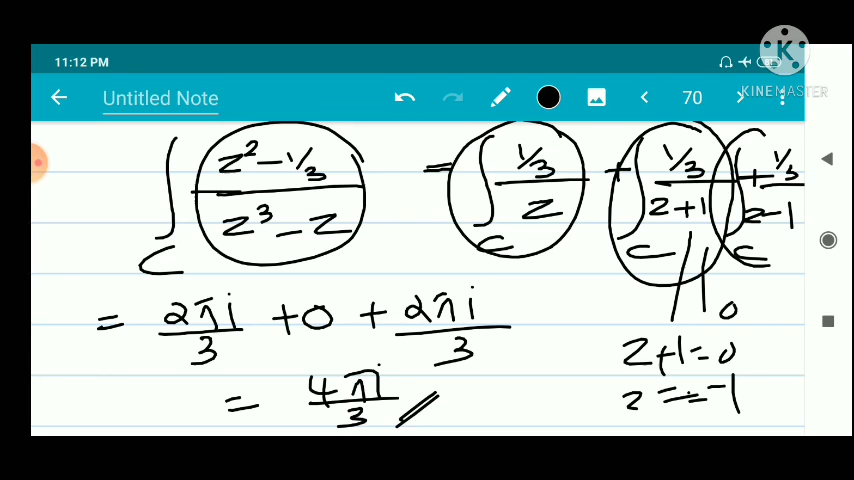 11:12 PM
61
K
KINEMASTER
Untitled Note
70
∫C (z² - 1/3)/(z³ - z) = ∫C (1/3)/z + ∫C (1/3)/(z+1) + ∫C (1/3)/(z-1)
0
= 2πi/3 + 0 + 2πi/3
z+1=0
z = -1
= 4πi/3